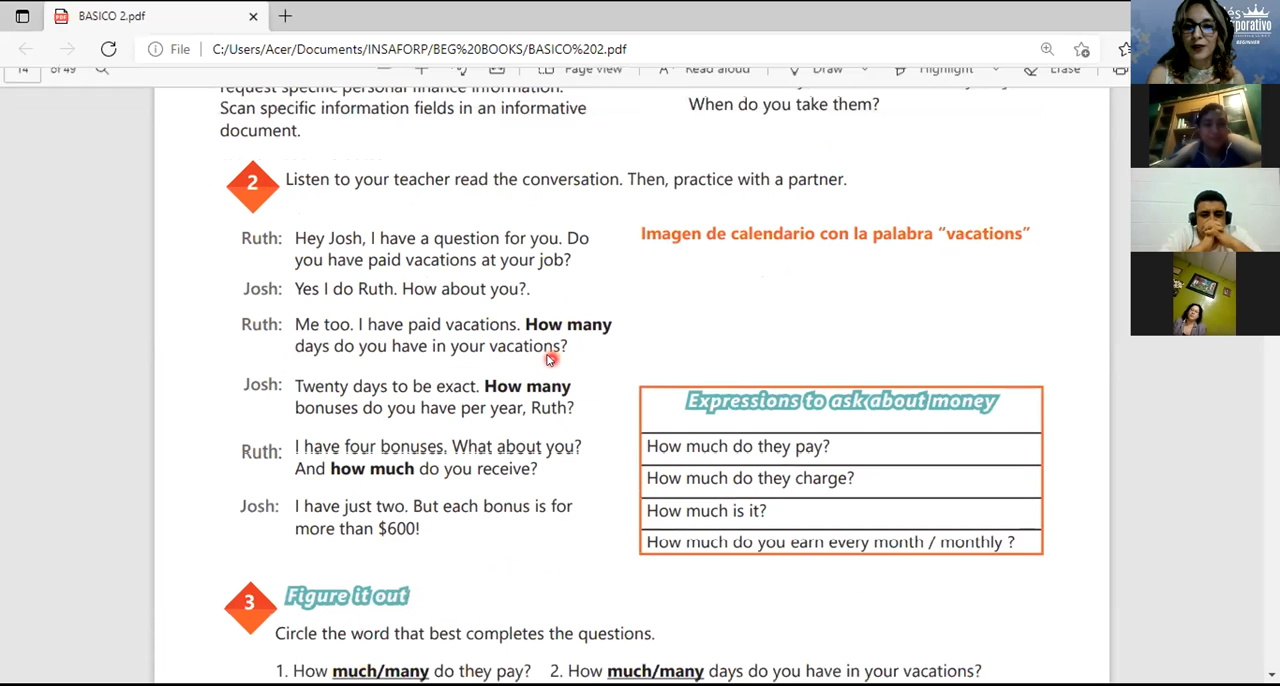 BASICO 2.pdf
File
C:/Users/Acer/Documents/INSAFORP/BEG%20BOOKS/BASICO%202.pdf
14 of 49
Page view
Read aloud
Draw
Highlight
Erase
request specific personal finance information.
Scan specific information fields in an informative
document.
When do you take them?
2 Listen to your teacher read the conversation. Then, practice with a partner.
Ruth: Hey Josh, I have a question for you. Do
you have paid vacations at your job?
Josh: Yes I do Ruth. How about you?.
Ruth: Me too. I have paid vacations. How many
days do you have in your vacations?
Josh: Twenty days to be exact. How many
bonuses do you have per year, Ruth?
Ruth: I have four bonuses. What about you?
And how much do you receive?
Josh: I have just two. But each bonus is for
more than $600!
Imagen de calendario con la palabra “vacations”
Expressions to ask about money
How much do they pay?
How much do they charge?
How much is it?
How much do you earn every month / monthly ?
3 Figure it out
Circle the word that best completes the questions.
1. How much/many do they pay? 2. How much/many days do you have in your vacations?
BEGINNER